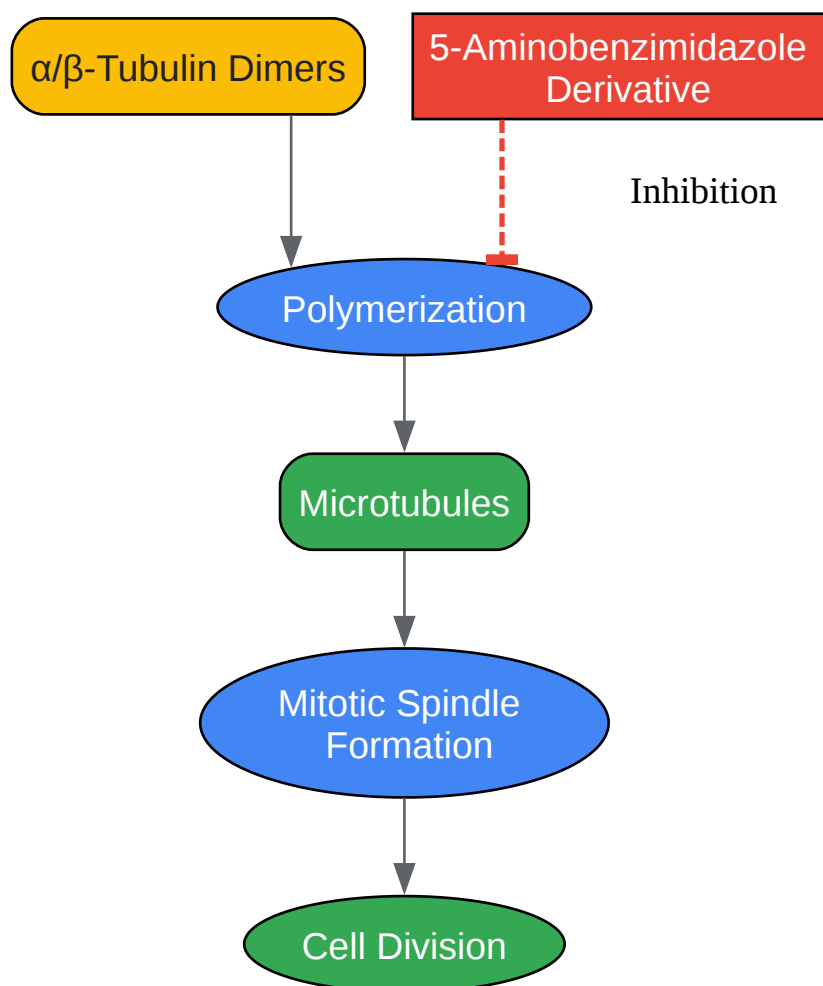 α/β-Tubulin Dimers
5-Aminobenzimidazole
Derivative
Inhibition
Polymerization
Microtubules
Mitotic Spindle
Formation
Cell Division